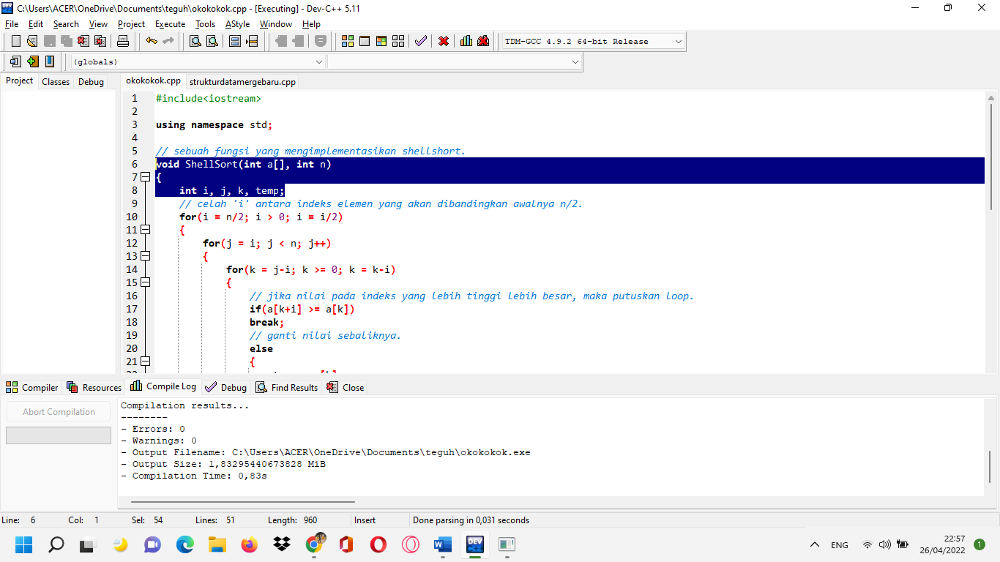 C:\Users\ACER\OneDrive\Documents\teguh\okokokok.cpp - [Executing] - Dev-C++ 5.11
File Edit Search View Project Execute Tools AStyle Window Help
TDM-GCC 4.9.2 64-bit Release
(globals)
Project Classes Debug
okokokok.cpp strukturdatamergebaru.cpp
1 #include<iostream>
2
3 using namespace std;
4
5 // sebuah fungsi yang mengimplementasikan shellshort.
6 void ShellSort(int a[], int n)
7 {
8 int i, j, k, temp;
9 // celah 'i' antara indeks elemen yang akan dibandingkan awalnya n/2.
10 for(i = n/2; i > 0; i = i/2)
11 {
12 for(j = i; j < n; j++)
13 {
14 for(k = j-i; k >= 0; k = k-i)
15 {
16 // jika nilai pada indeks yang lebih tinggi lebih besar, maka putuskan loop.
17 if(a[k+i] >= a[k])
18 break;
19 // ganti nilai sebaliknya.
20 else
21 {
Compiler Resources Compile Log Debug Find Results Close
Abort Compilation
Compilation results...
--------
- Errors: 0
- Warnings: 0
- Output Filename: C:\Users\ACER\OneDrive\Documents\teguh\okokokok.exe
- Output Size: 1,83295440673828 MiB
- Compilation Time: 0,83s
Line: 6 Col: 1 Sel: 54 Lines: 51 Length: 960 Insert Done parsing in 0,031 seconds
ENG
22:57
26/04/2022
1